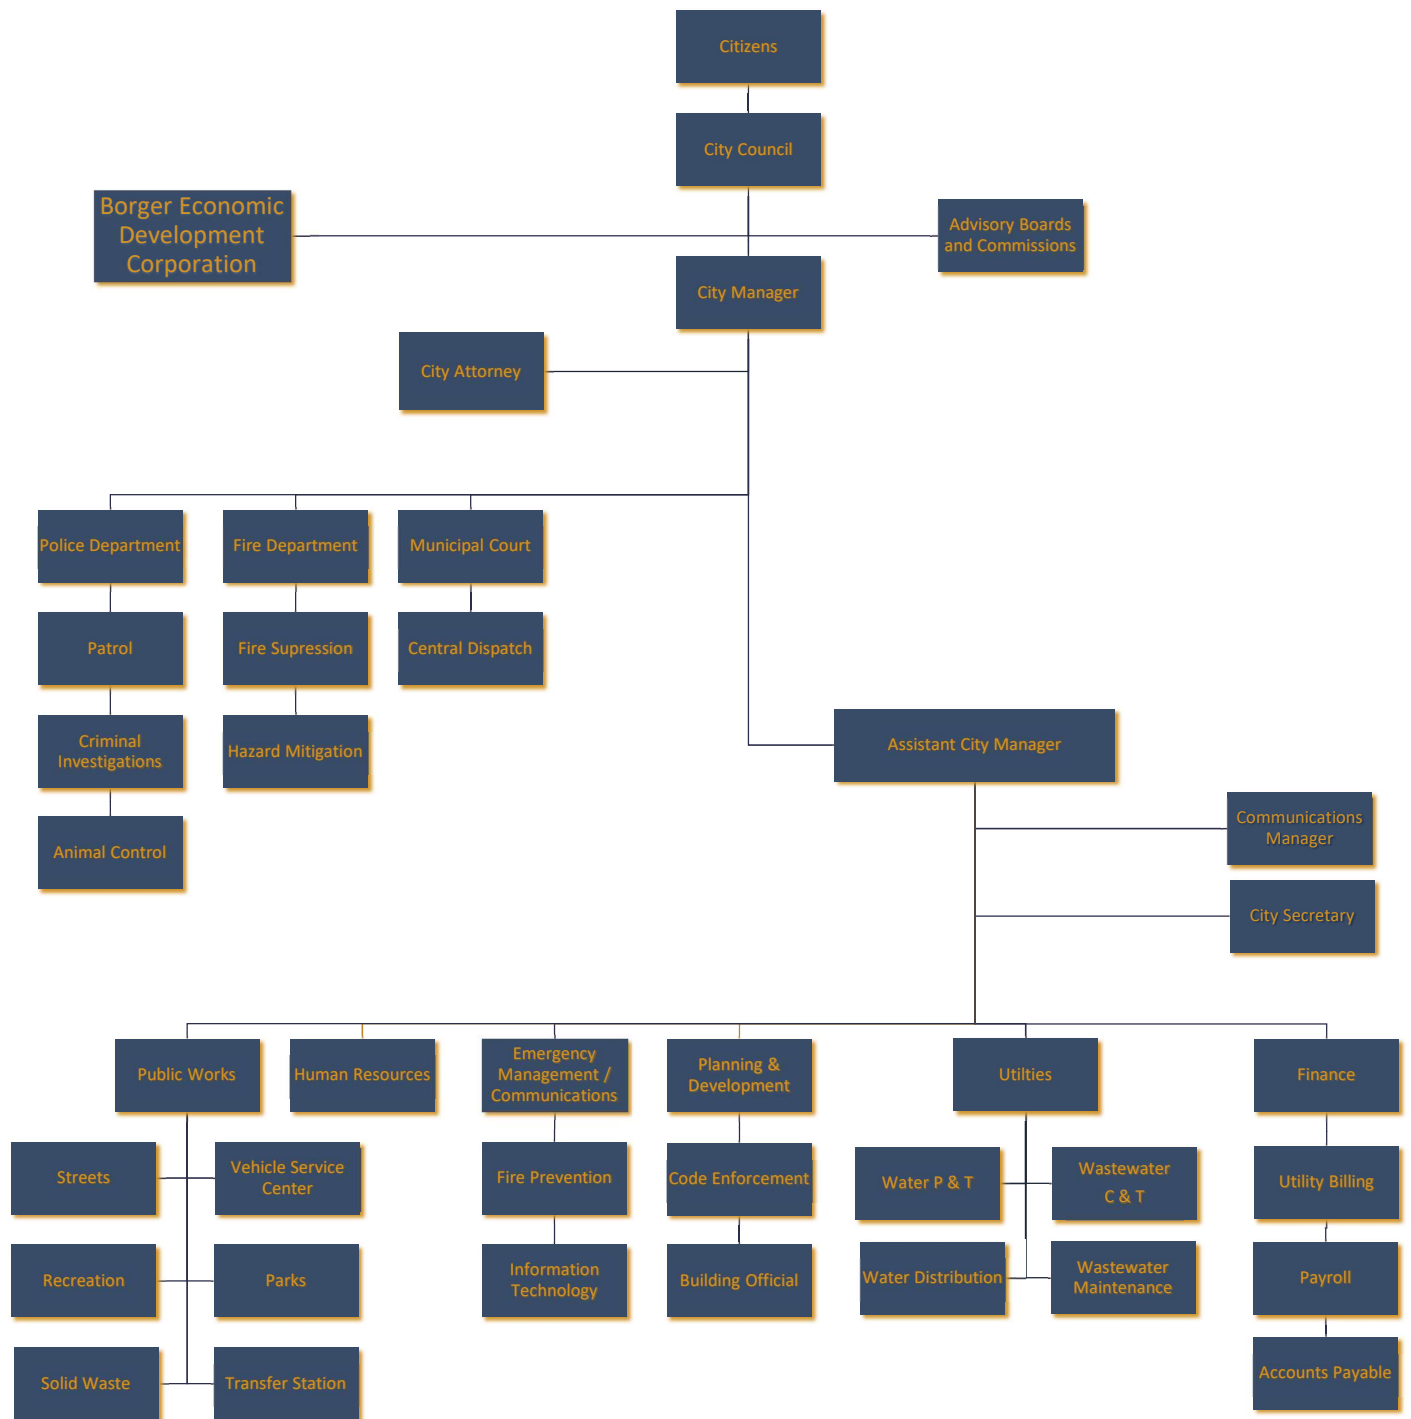 Citizens
City Council
Borger Economic
Development
Corporation
Advisory Boards
and Commissions
City Manager
City Attorney
Police Department
Fire Department
Municipal Court
Patrol
Fire Supression
Central Dispatch
Criminal
Investigations
Hazard Mitigation
Assistant City Manager
Animal Control
Communications
Manager
City Secretary
Public Works
Human Resources
Emergency
Management /
Communications
Planning &
Development
Utilties
Finance
Streets
Vehicle Service
Center
Fire Prevention
Code Enforcement
Water P & T
Wastewater
C & T
Utility Billing
Recreation
Parks
Information
Technology
Building Official
Water Distribution
Wastewater
Maintenance
Payroll
Solid Waste
Transfer Station
Accounts Payable